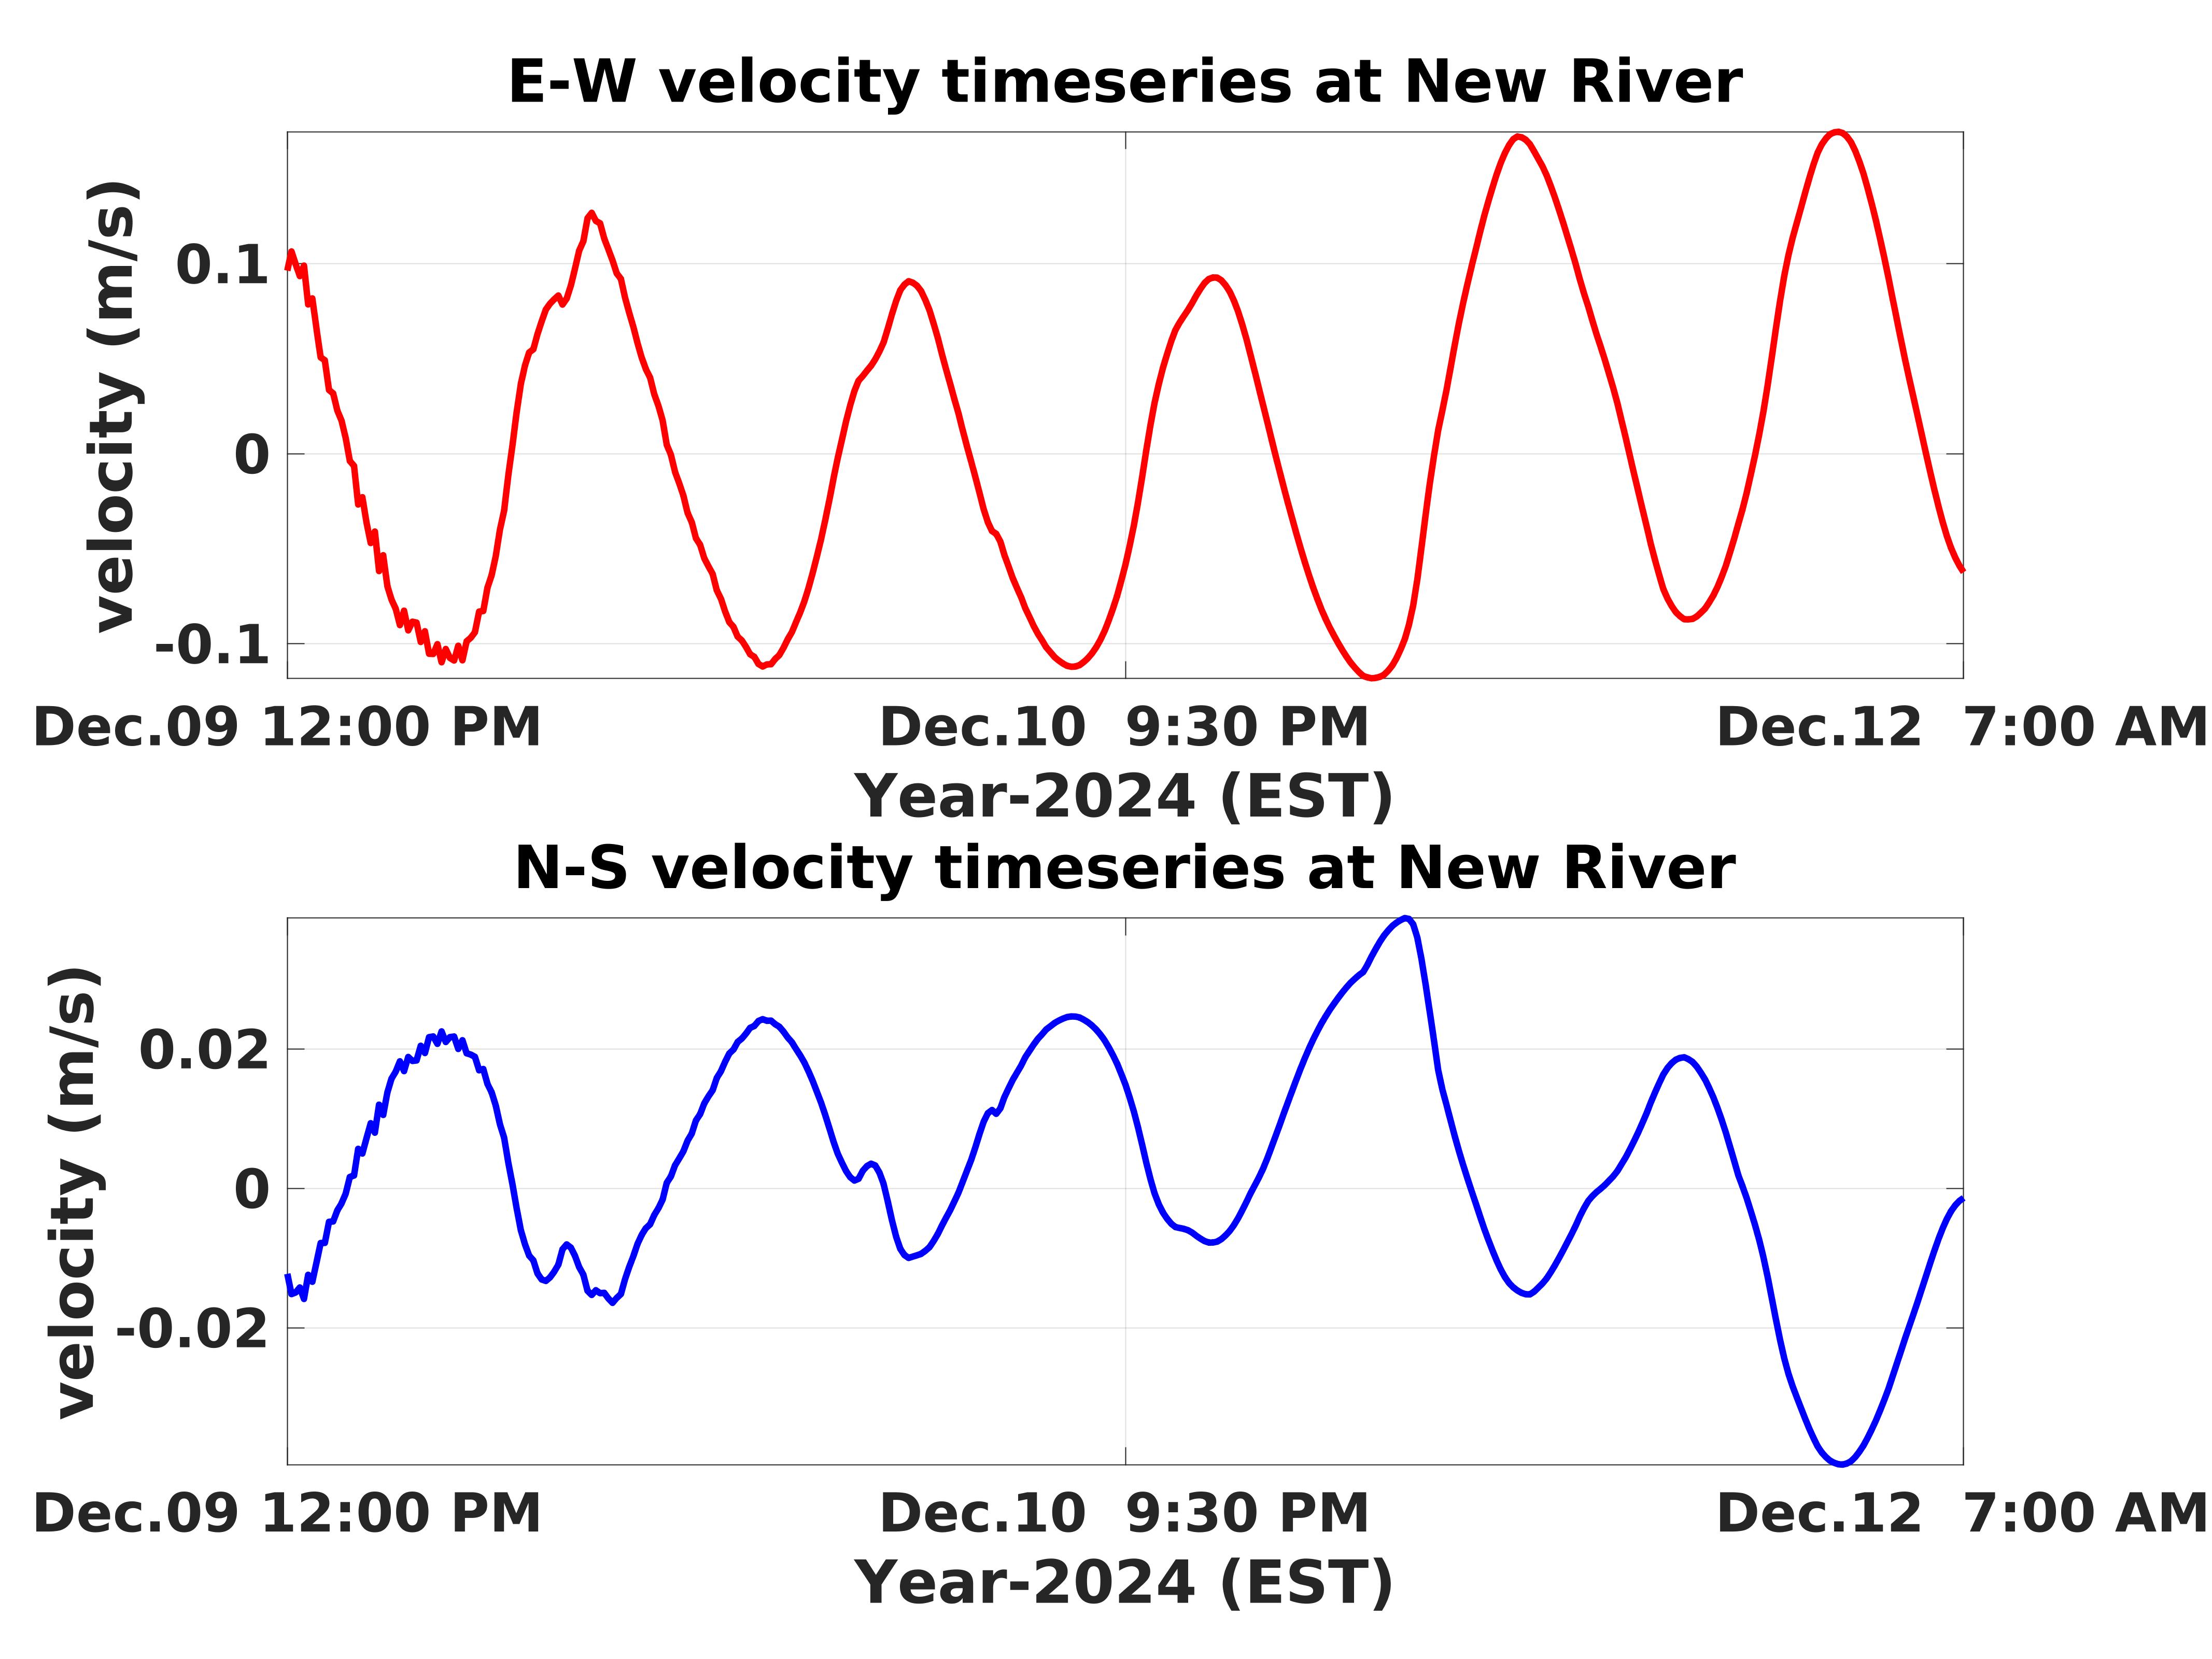 E-W velocity timeseries at New River
velocity (m/s)
0.1
0
-0.1
Dec.09 12:00 PM Dec.10 9:30 PM Dec.12 7:00 AM
Year-2024 (EST)
N-S velocity timeseries at New River
velocity (m/s)
0.02
0
-0.02
Dec.09 12:00 PM Dec.10 9:30 PM Dec.12 7:00 AM
Year-2024 (EST)